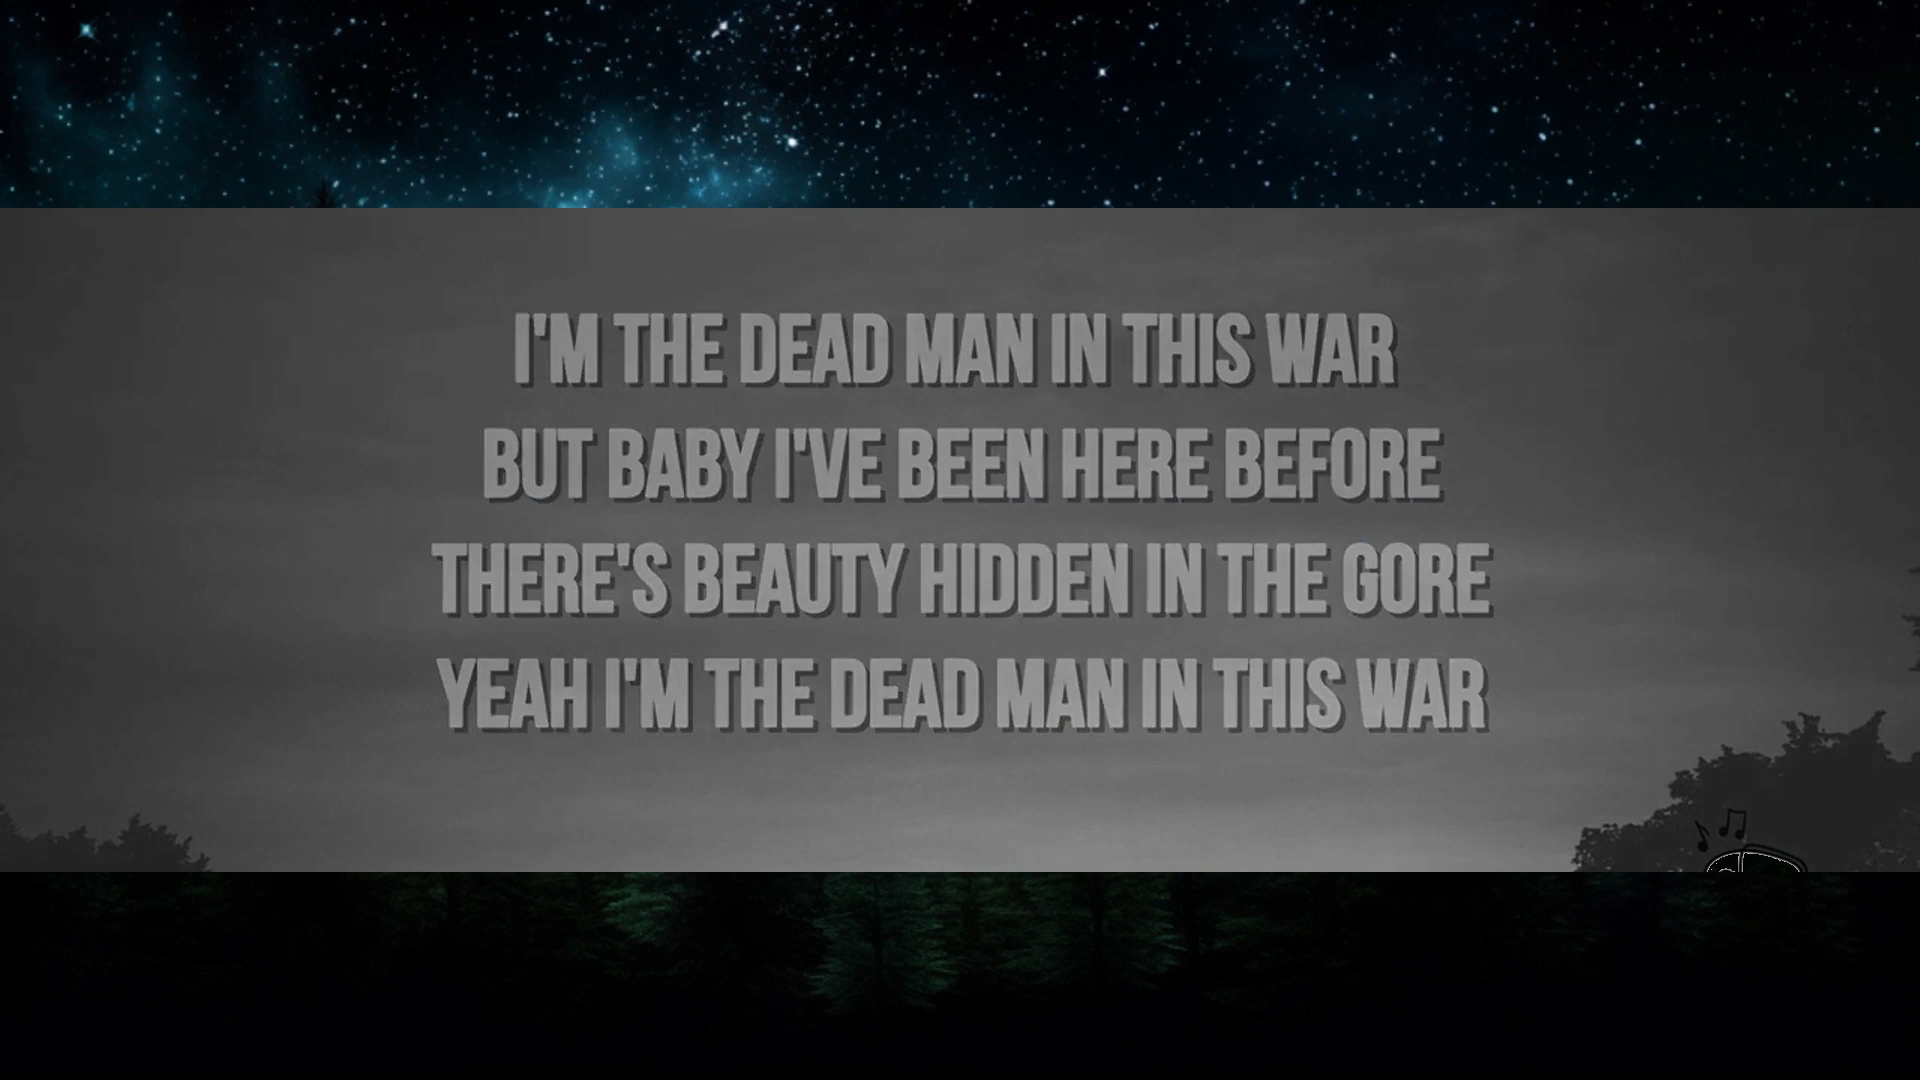 I'M THE DEAD MAN IN THIS WAR
BUT BABY I'VE BEEN HERE BEFORE
THERE'S BEAUTY HIDDEN IN THE GORE
YEAH I'M THE DEAD MAN IN THIS WAR